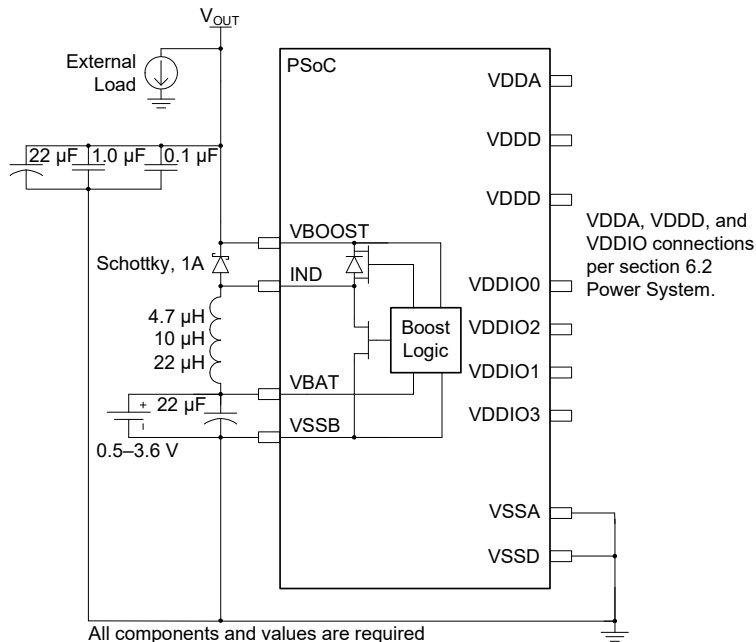 VOUT
External
Load
PSoC
VDDA
VDDD
22 µF 1.0 µF 0.1 µF
VDDD
VDDA, VDDD, and
VDDIO connections
per section 6.2
Power System.
VBOOST
Schottky, 1A
IND
VDDIO0
4.7 µH
10 µH
22 µH
Boost
Logic
VDDIO2
VDDIO1
VBAT
22 µF
+
-
VDDIO3
VSSB
0.5–3.6 V
VSSA
VSSD
All components and values are required